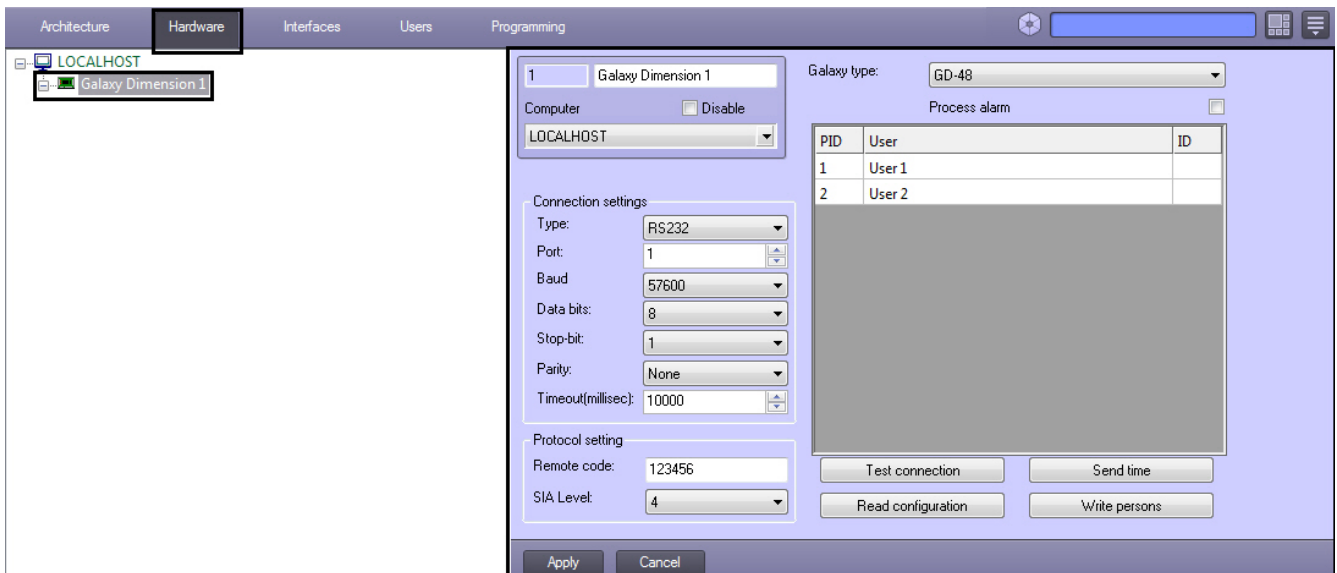 Architecture Hardware Interfaces Users Programming
LOCALHOST
Galaxy Dimension 1
1 Galaxy Dimension 1
Computer Disable
LOCALHOST
Connection settings
Type: RS232
Port: 1
Baud 57600
Data bits: 8
Stop-bit: 1
Parity: None
Timeout(millisec): 10000
Protocol setting
Remote code: 123456
SIA Level: 4
Galaxy type: GD-48
Process alarm
PID User ID
1 User 1
2 User 2
Test connection Send time
Read configuration Write persons
Apply Cancel